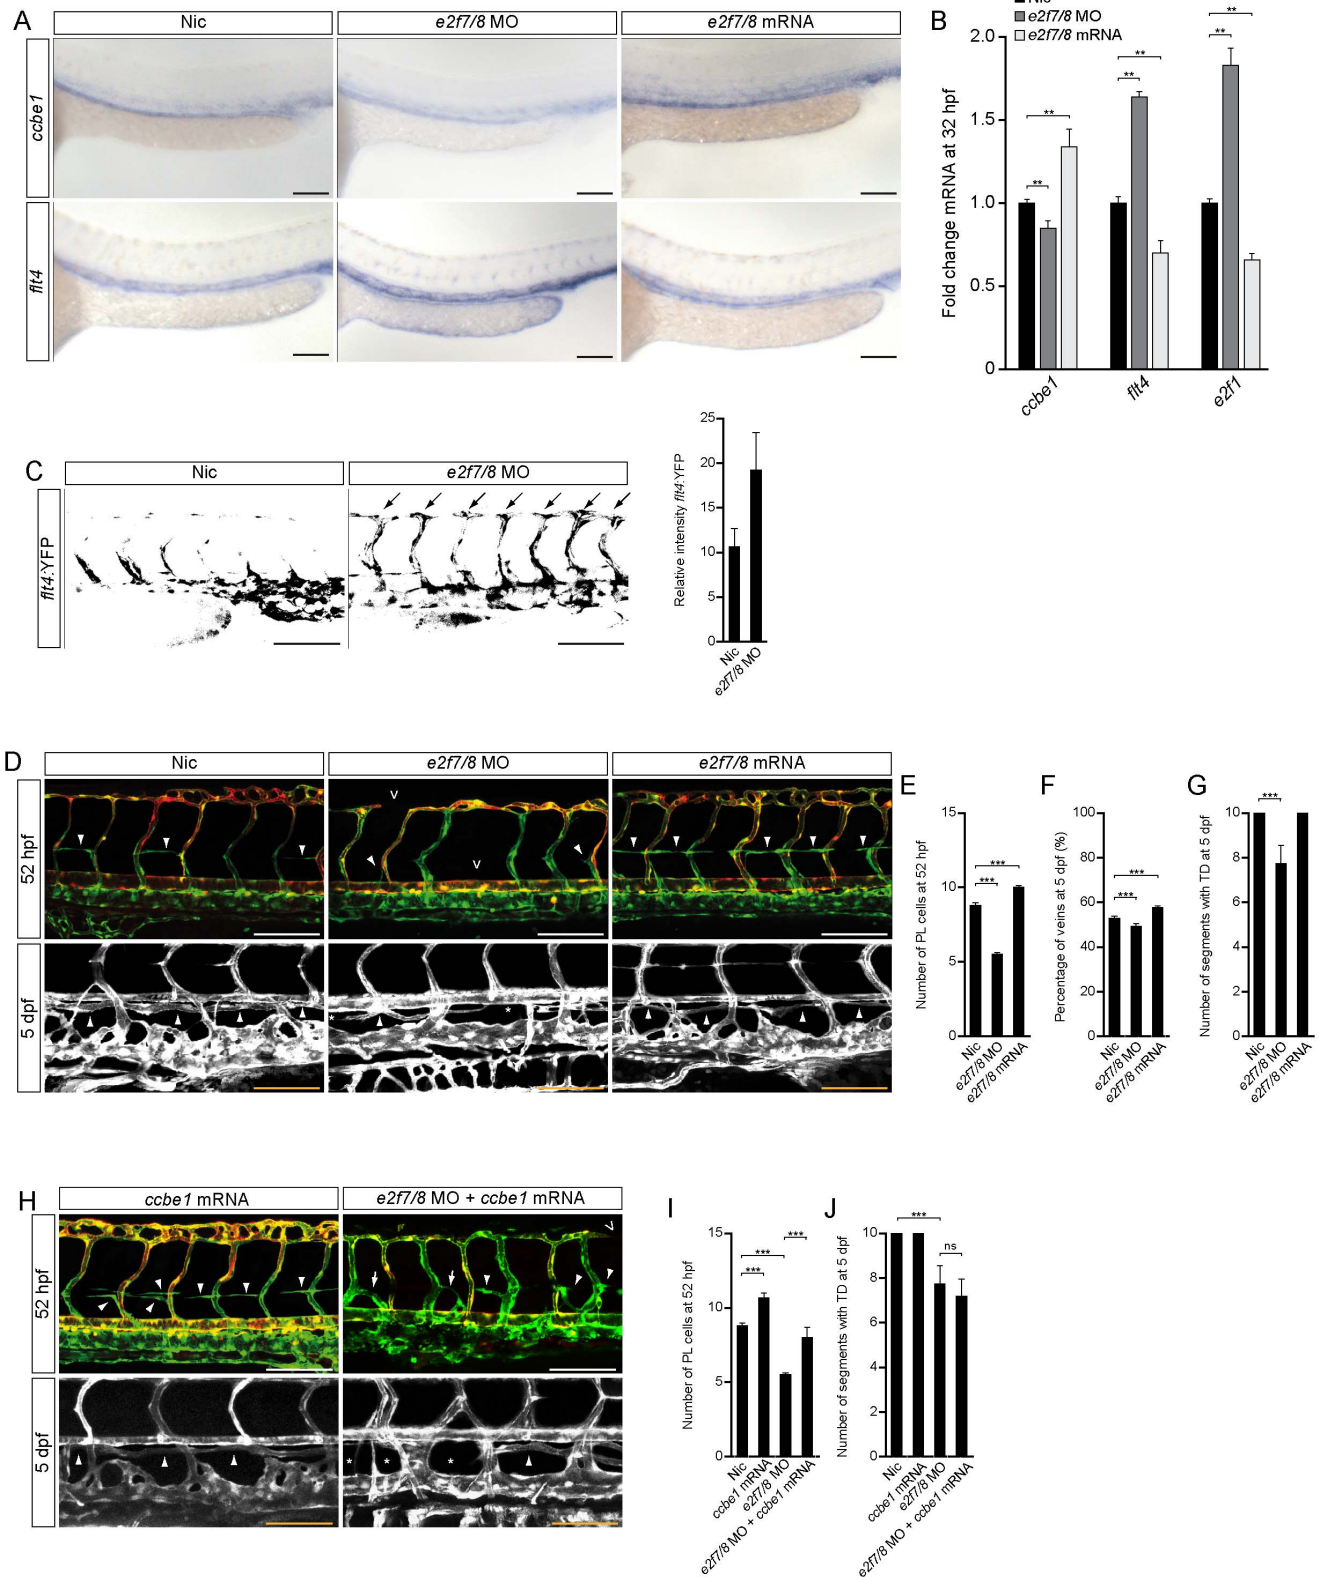 A
Nic
e2f7/8 MO
e2f7/8 mRNA
ccbe1
flt4
B
Nic
e2f7/8 MO
e2f7/8 mRNA
Fold change mRNA at 32 hpf
2.0
1.5
1.0
0.5
0
**
**
**
**
**
**
ccbe1
flt4
e2f1
C
Nic
e2f7/8 MO
flt4:YFP
Relative intensity flt4:YFP
25
20
15
10
5
0
Nic
e2f7/8 MO
D
Nic
e2f7/8 MO
e2f7/8 mRNA
52 hpf
5 dpf
V
V
*
*
E
Number of PL cells at 52 hpf
15
10
5
0
***
***
Nic
e2f7/8 MO
e2f7/8 mRNA
F
Percentage of veins at 5 dpf (%)
100
80
60
40
20
0
***
***
Nic
e2f7/8 MO
e2f7/8 mRNA
G
Number of segments with TD at 5 dpf
10
8
6
4
2
0
***
Nic
e2f7/8 MO
e2f7/8 mRNA
H
ccbe1 mRNA
e2f7/8 MO + ccbe1 mRNA
52 hpf
5 dpf
V
*
*
*
I
Number of PL cells at 52 hpf
15
10
5
0
***
***
***
Nic
ccbe1 mRNA
e2f7/8 MO
e2f7/8 MO + ccbe1 mRNA
J
Number of segments with TD at 5 dpf
10
8
6
4
2
0
***
ns
Nic
ccbe1 mRNA
e2f7/8 MO
e2f7/8 MO + ccbe1 mRNA